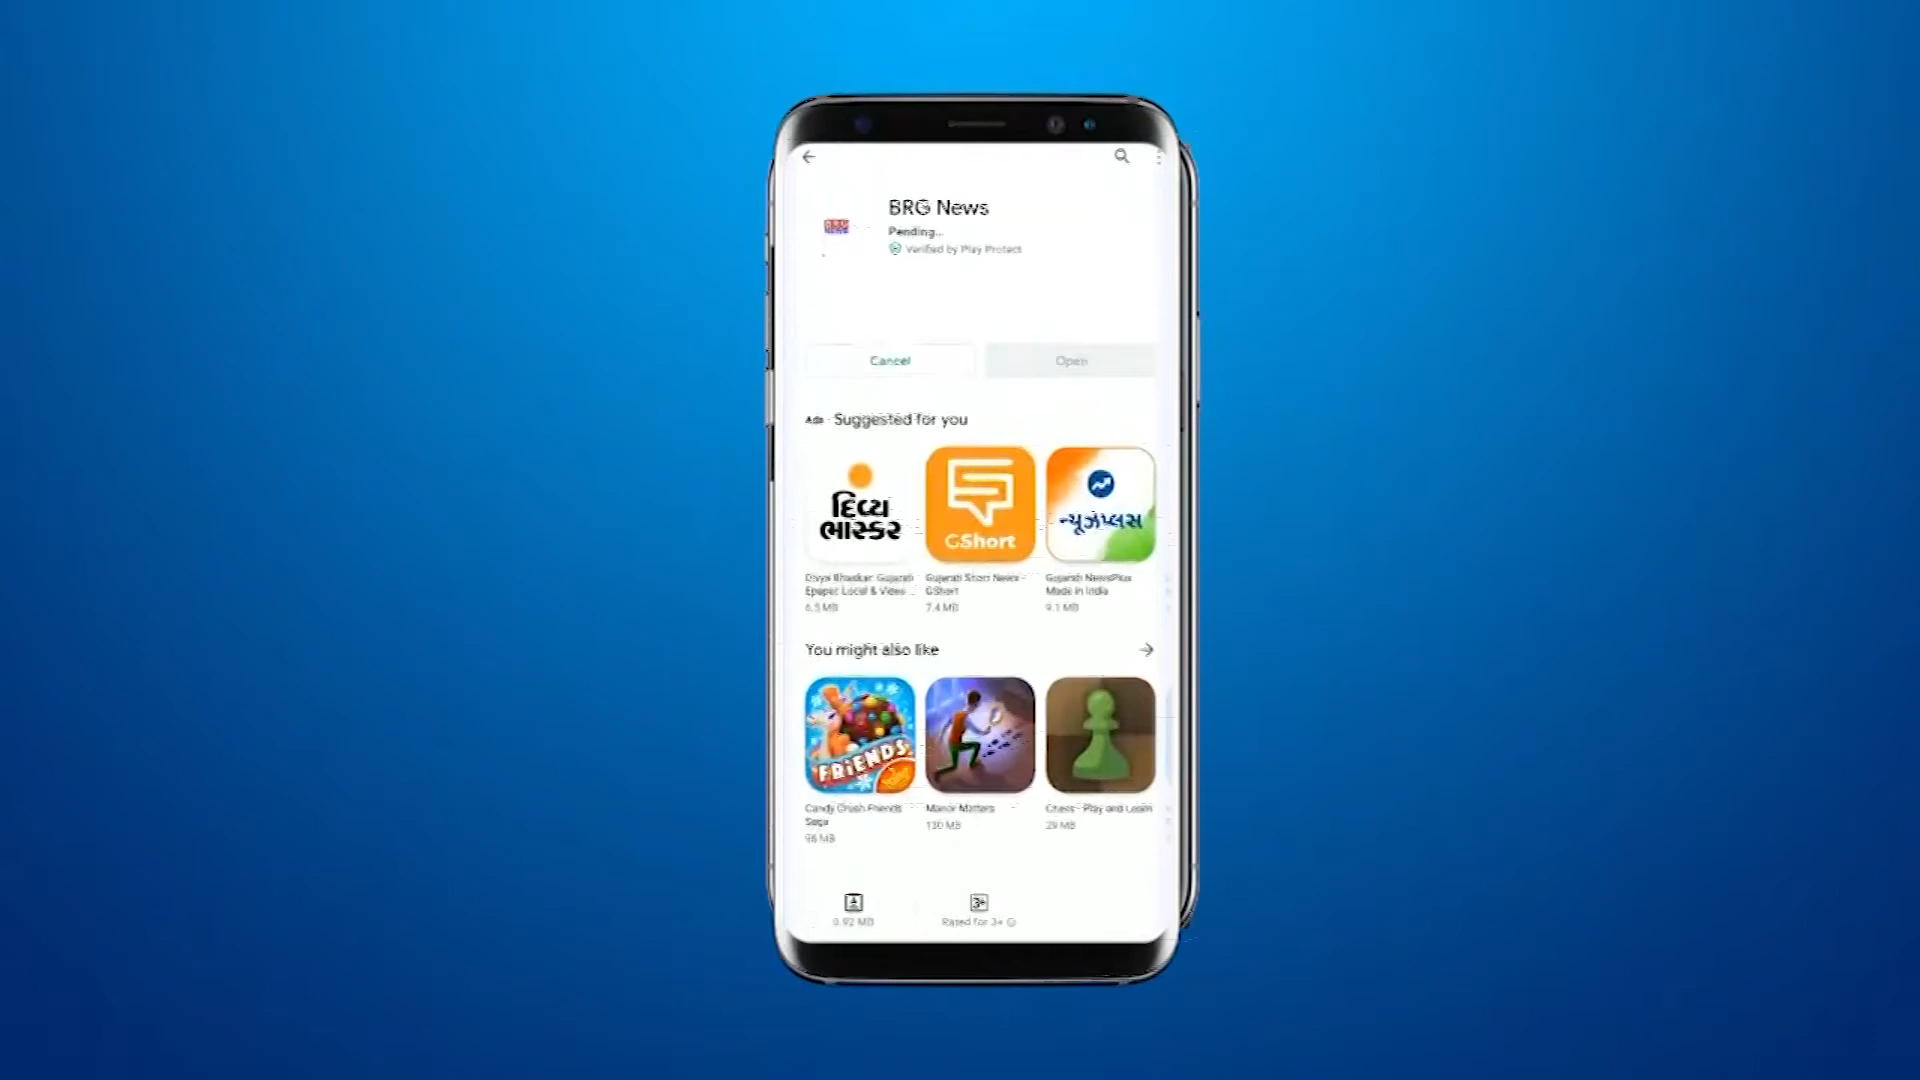 BRG News
BRG
NEWS
Pending...
Verified by Play Protect
Cancel
Open
Ads · Suggested for you
દિવ્ય
ભાસ્કર
GShort
ન્યૂઝપ્લસ
Divya Bhaskar: Gujarati
Epaper, Local & Video ...
6.5 MB
Gujarati Short News -
GShort
7.4 MB
Gujarati NewsPlus
Made in India
9.1 MB
You might also like
FRIENDS
Candy Crush Friends
Saga
96 MB
Manor Matters
130 MB
Chess · Play and Learn
29 MB
0.92 MB
3+
Rated for 3+